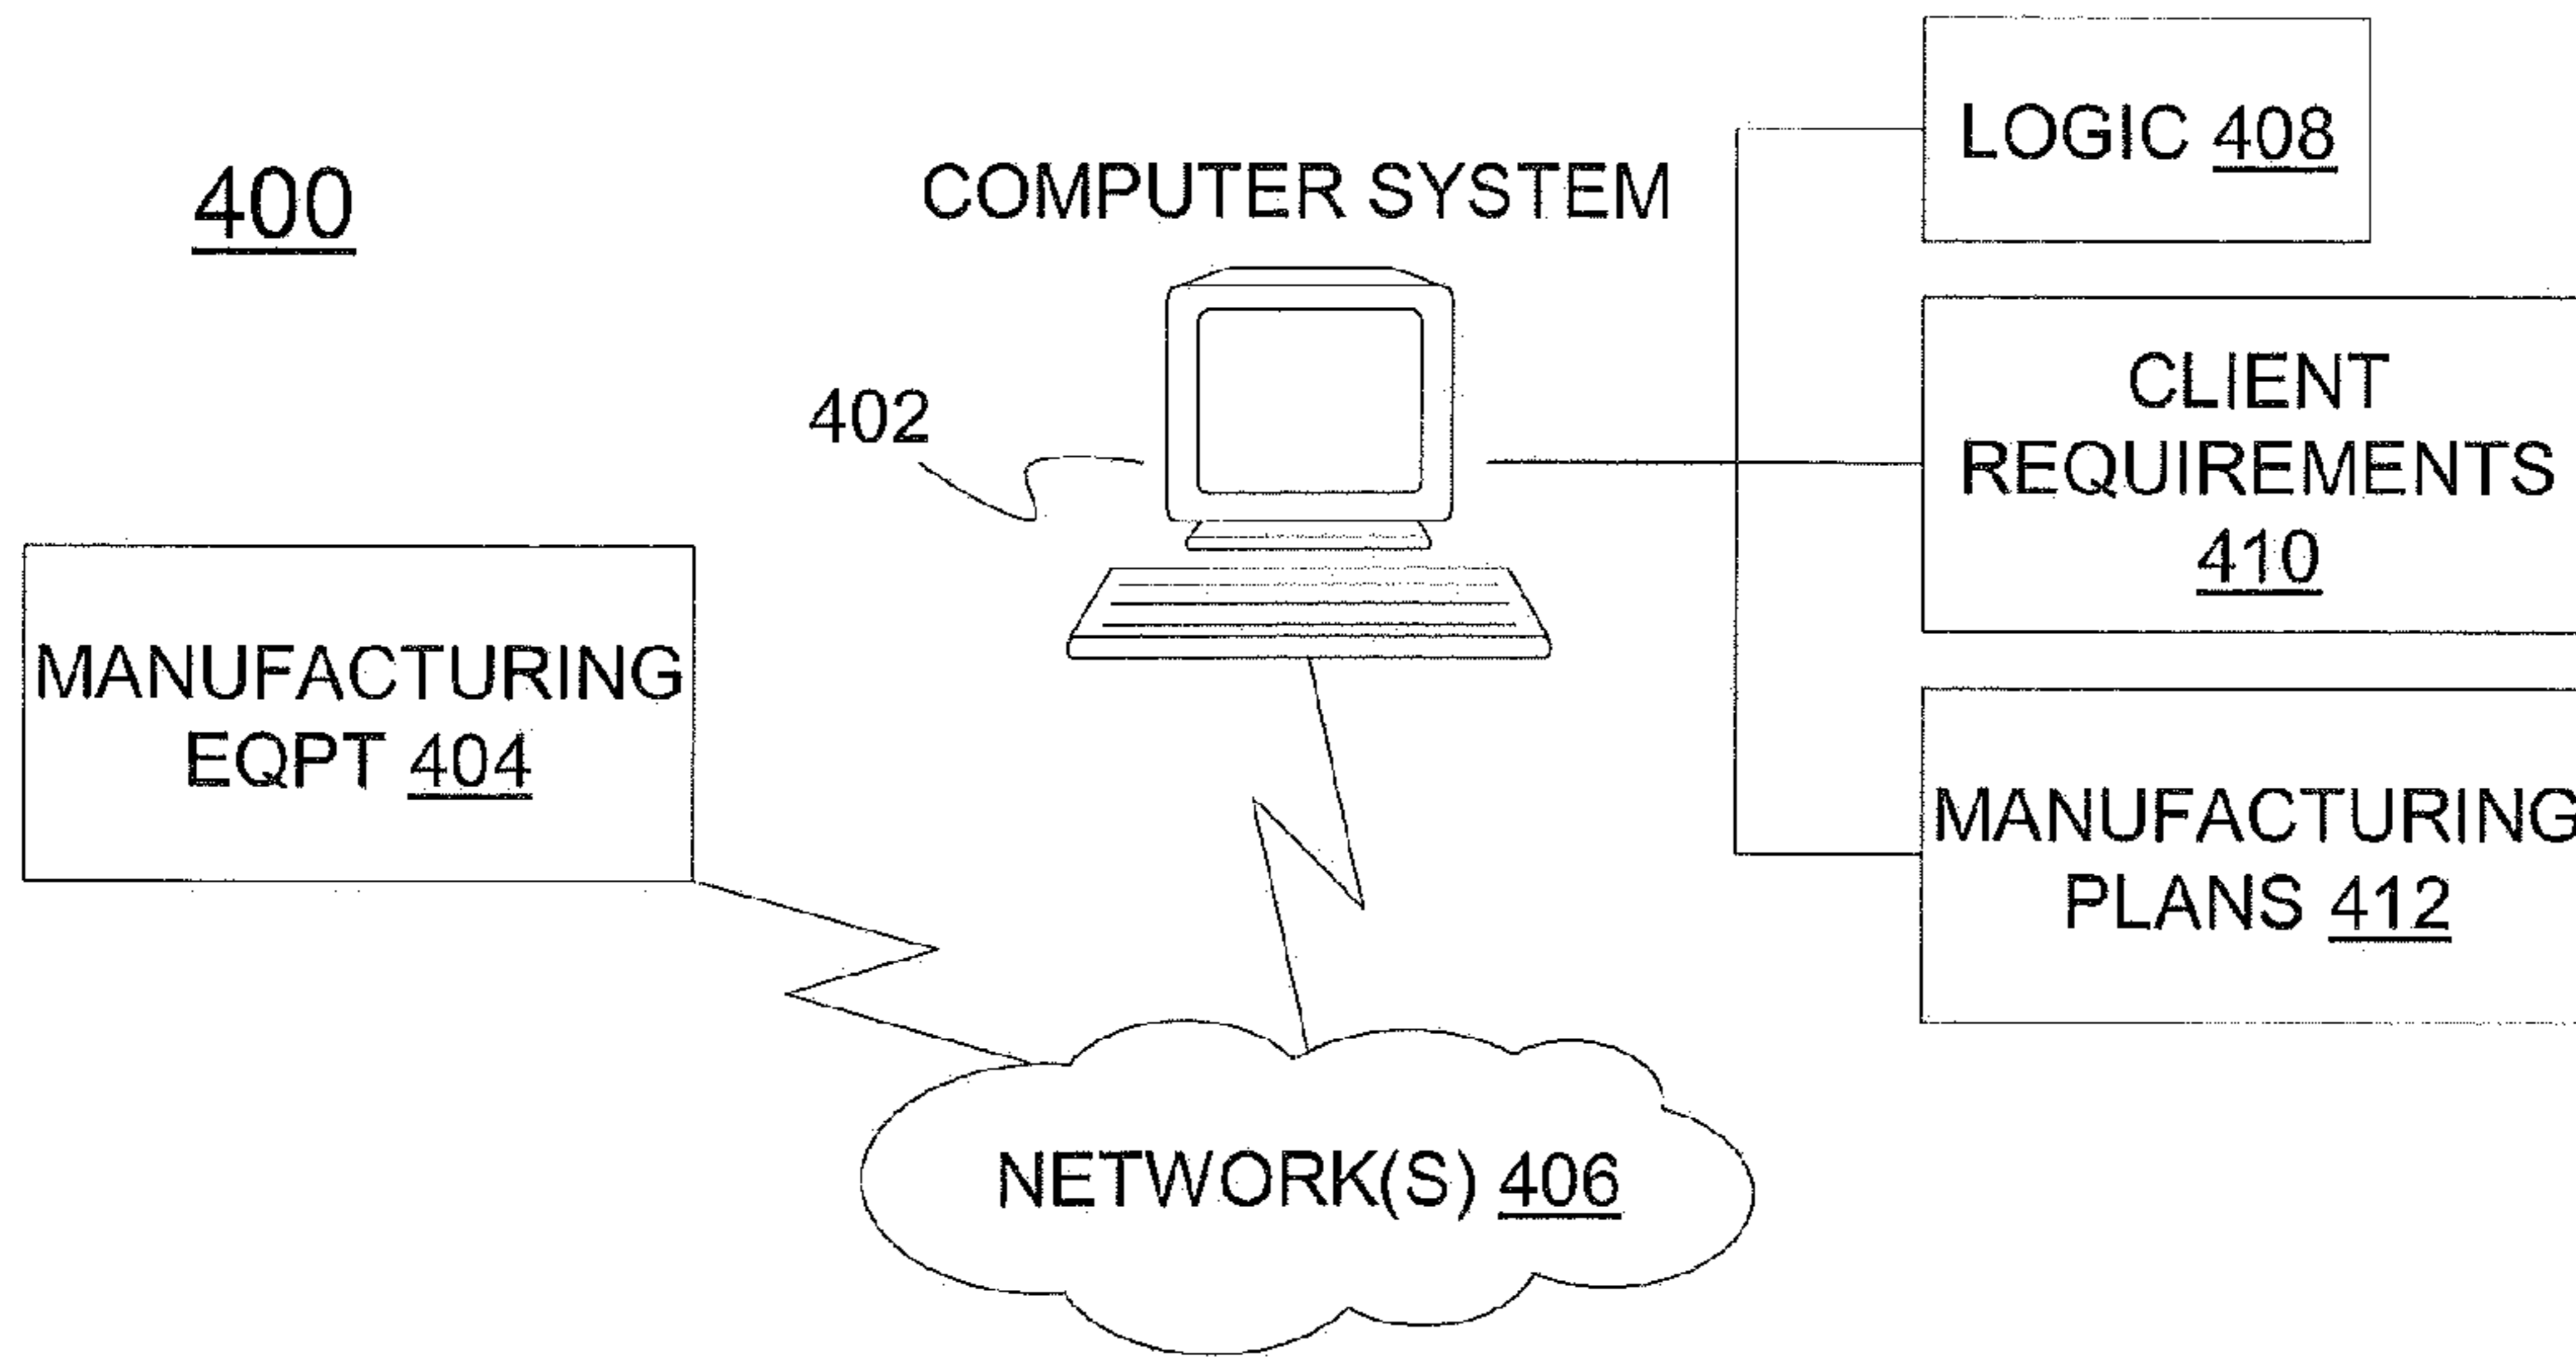 400
COMPUTER SYSTEM
402
LOGIC 408
CLIENT
REQUIREMENTS
410
MANUFACTURING
EQPT 404
MANUFACTURING
PLANS 412
NETWORK(S) 406